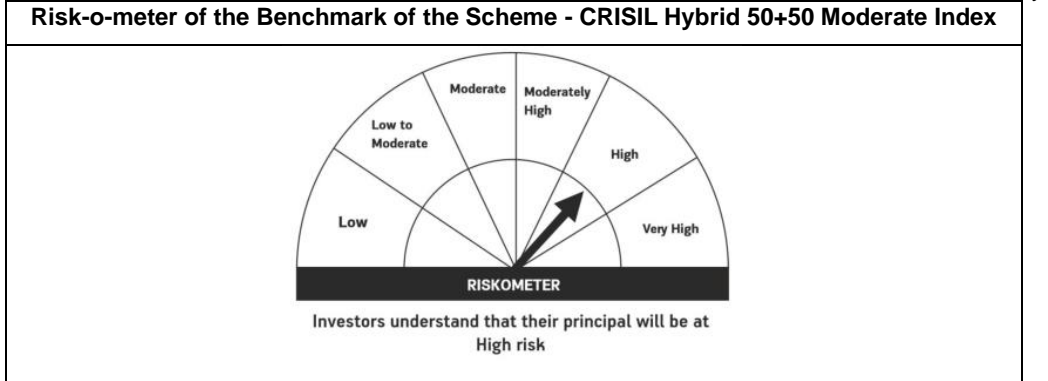 Risk-o-meter of the Benchmark of the Scheme - CRISIL Hybrid 50+50 Moderate Index
Moderate
Moderately
High
Low to
Moderate
High
Low
Very High
RISKOMETER
Investors understand that their principal will be at
High risk